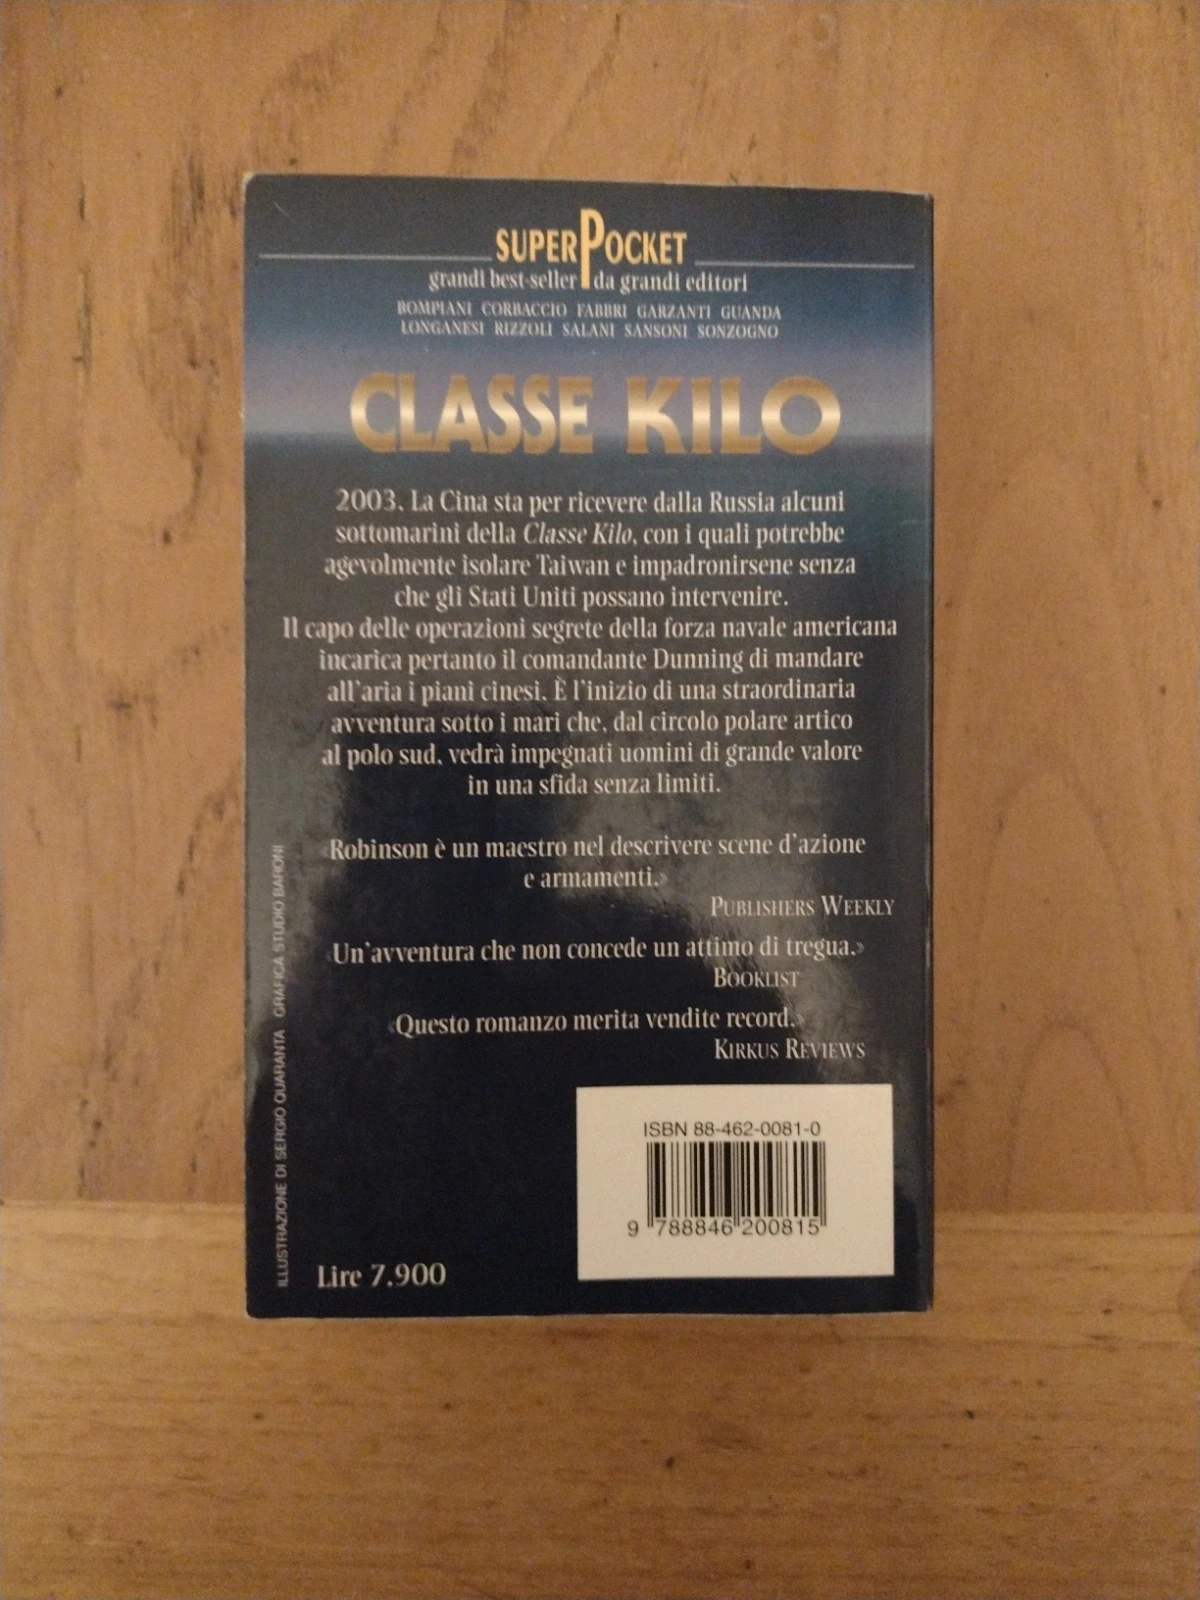 SUPERPOCKET
grandi best-seller da grandi editori
BOMPIANI CORBACCIO FABBRI GARZANTI GUANDA
LONGANESI RIZZOLI SALANI SANSONI SONZOGNO
CLASSE KILO
2003. La Cina sta per ricevere dalla Russia alcuni
sottomarini della Classe Kilo, con i quali potrebbe
agevolmente isolare Taiwan e impadronirsene senza
che gli Stati Uniti possano intervenire.
Il capo delle operazioni segrete della forza navale americana
incarica pertanto il comandante Dunning di mandare
all'aria i piani cinesi. È l'inizio di una straordinaria
avventura sotto i mari che, dal circolo polare artico
al polo sud, vedrà impegnati uomini di grande valore
in una sfida senza limiti.
«Robinson è un maestro nel descrivere scene d'azione
e armamenti.»
PUBLISHERS WEEKLY
«Un'avventura che non concede un attimo di tregua.»
BOOKLIST
«Questo romanzo merita vendite record.»
KIRKUS REVIEWS
ILLUSTRAZIONE DI SERGIO QUARANTA GRAFICA STUDIO BARONI
Lire 7.900
ISBN 88-462-0081-0
9 788846 200815